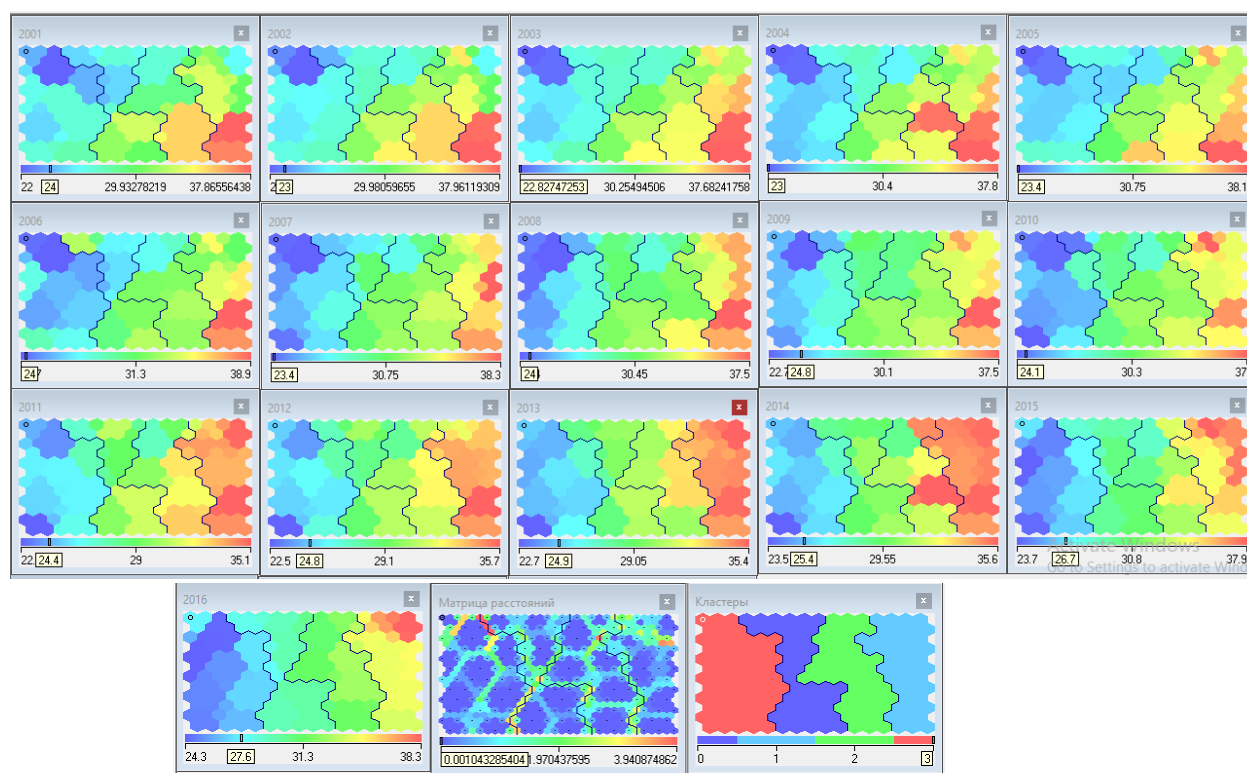 2001 x
2002 x
2003 x
2004 x
2005 x
22 24 29.93278219 37.86556438
23 29.98059655 37.96119309
22.82747253 30.25494506 37.68241758
23 30.4 37.8
23.4 30.75 38.1
2006 x
2007 x
2008 x
2009 x
2010 x
24 31.3 38.9
23.4 30.75 38.3
24 30.45 37.5
22.7 24.8 30.1 37.5
24.1 30.3 37
2011 x
2012 x
2013 x
2014 x
2015 x
22 24.4 29 35.1
22.5 24.8 29.1 35.7
22.7 24.9 29.05 35.4
23.5 25.4 29.55 35.6
23.7 26.7 30.8 37.9
Activate Windows
Go to Settings to activate Wind
2016 x
Матрица расстояний x
Кластеры x
24.3 27.6 31.3 38.3
0.001043285404 1.970437595 3.940874862
0 1 2 3